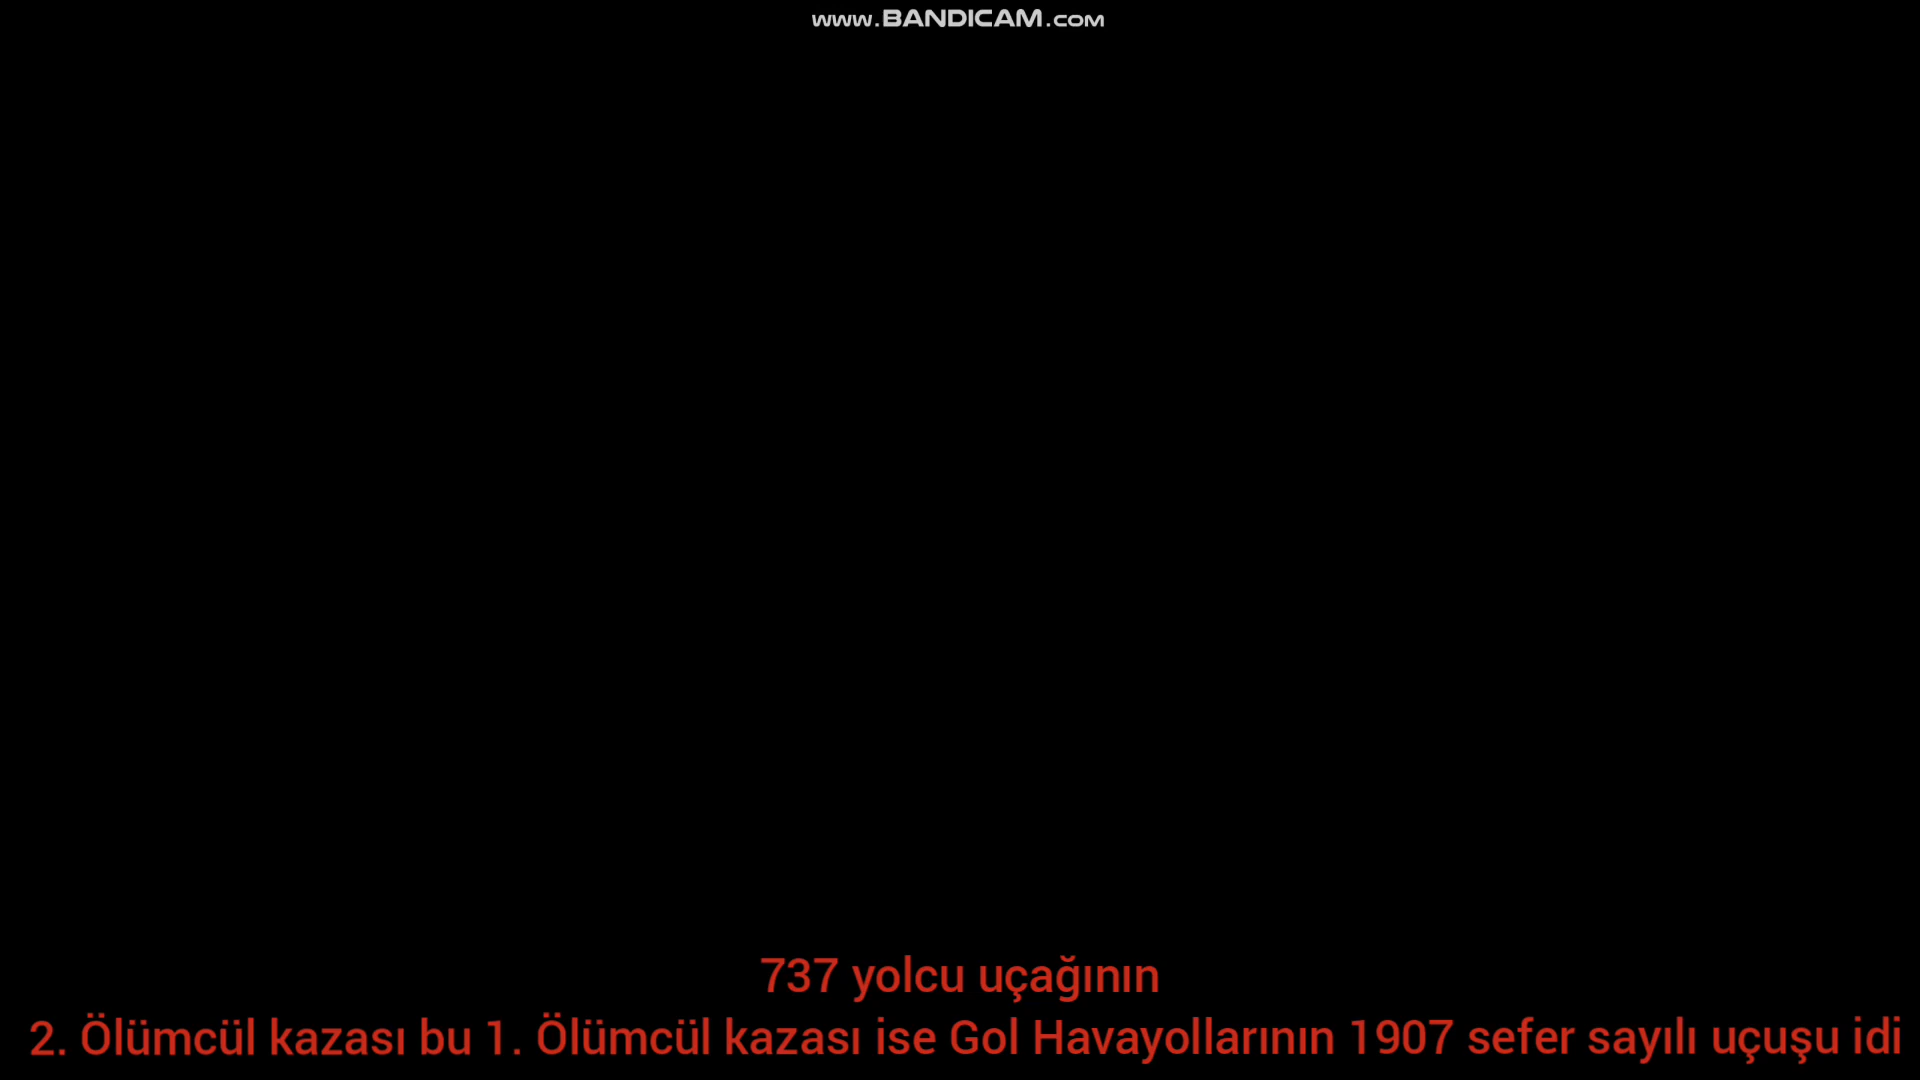 www.BANDICAM.com
737 yolcu uçağının
2. Ölümcül kazası bu 1. Ölümcül kazası ise Gol Havayollarının 1907 sefer sayılı uçuşu idi